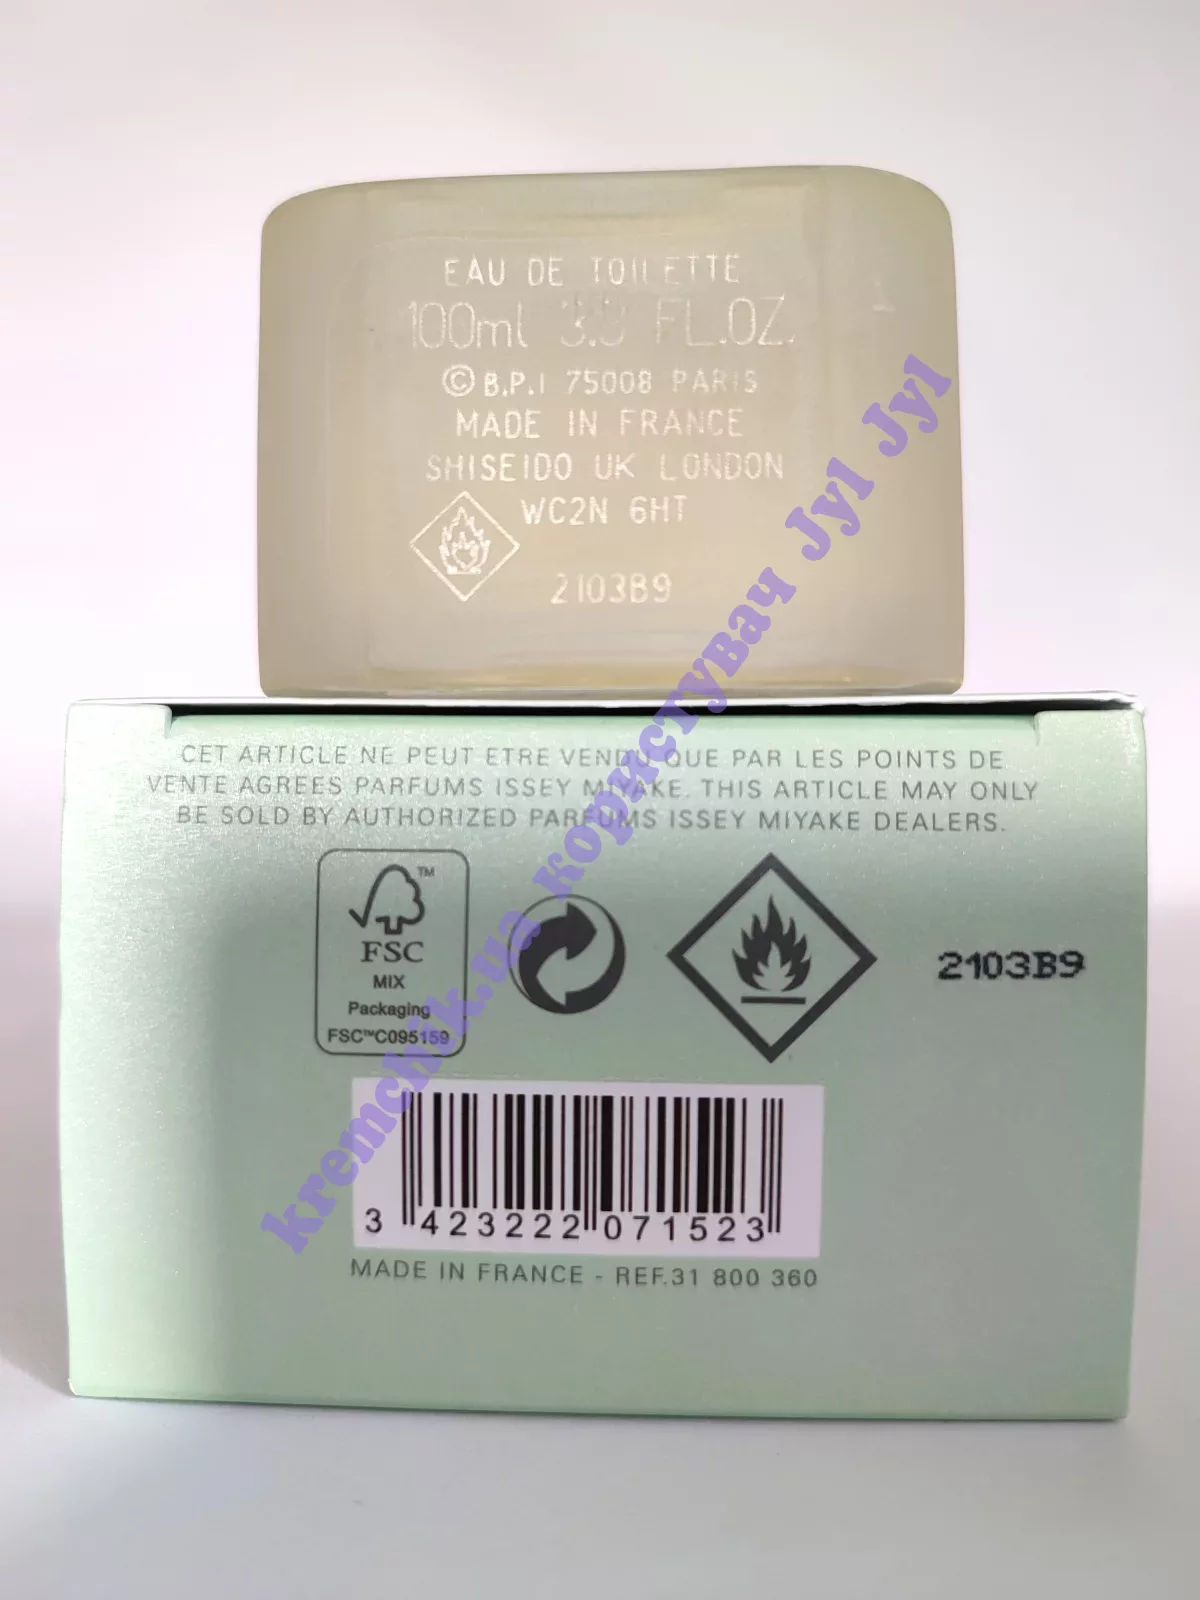 EAU DE TOILETTE
100ml 3.3 FL.OZ.
© B.P.I 75008 PARIS
MADE IN FRANCE
SHISEIDO UK LONDON
WC2N 6HT
2103B9
CET ARTICLE NE PEUT ETRE VENDU QUE PAR LES POINTS DE
VENTE AGREES PARFUMS ISSEY MIYAKE. THIS ARTICLE MAY ONLY
BE SOLD BY AUTHORIZED PARFUMS ISSEY MIYAKE DEALERS.
TM
FSC
MIX
Packaging
FSC™C095159
2103B9
3 423222 071523
MADE IN FRANCE - REF.31 800 360
kremchik.ua користувач Jyl Jyl